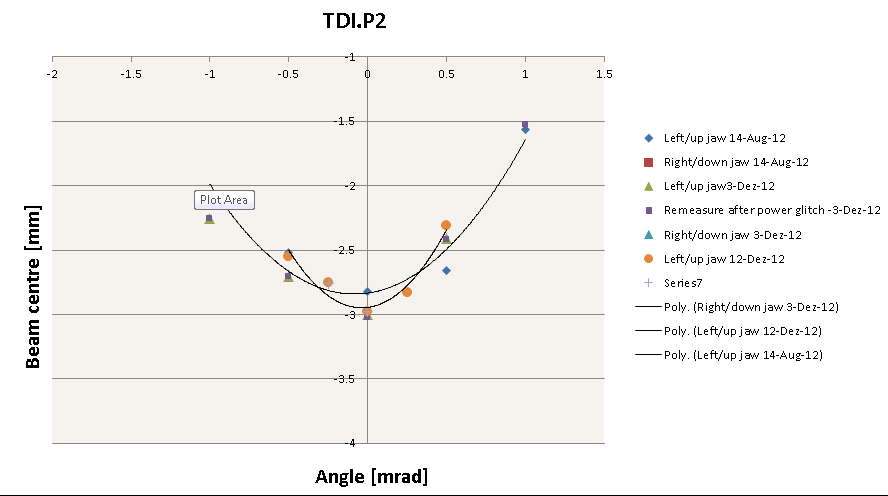 TDI.P2
-1
-2 -1.5 -1 -0.5 0 0.5 1 1.5
-1.5
-2
Plot Area
-2.5
-3
-3.5
-4
Beam centre [mm]
Angle [mrad]
Left/up jaw 14-Aug-12
Right/down jaw 14-Aug-12
Left/up jaw3-Dez-12
Remeasure after power glitch -3-Dez-12
Right/down jaw 3-Dez-12
Left/up jaw 12-Dez-12
Series7
Poly. (Right/down jaw 3-Dez-12)
Poly. (Left/up jaw 12-Dez-12)
Poly. (Left/up jaw 14-Aug-12)